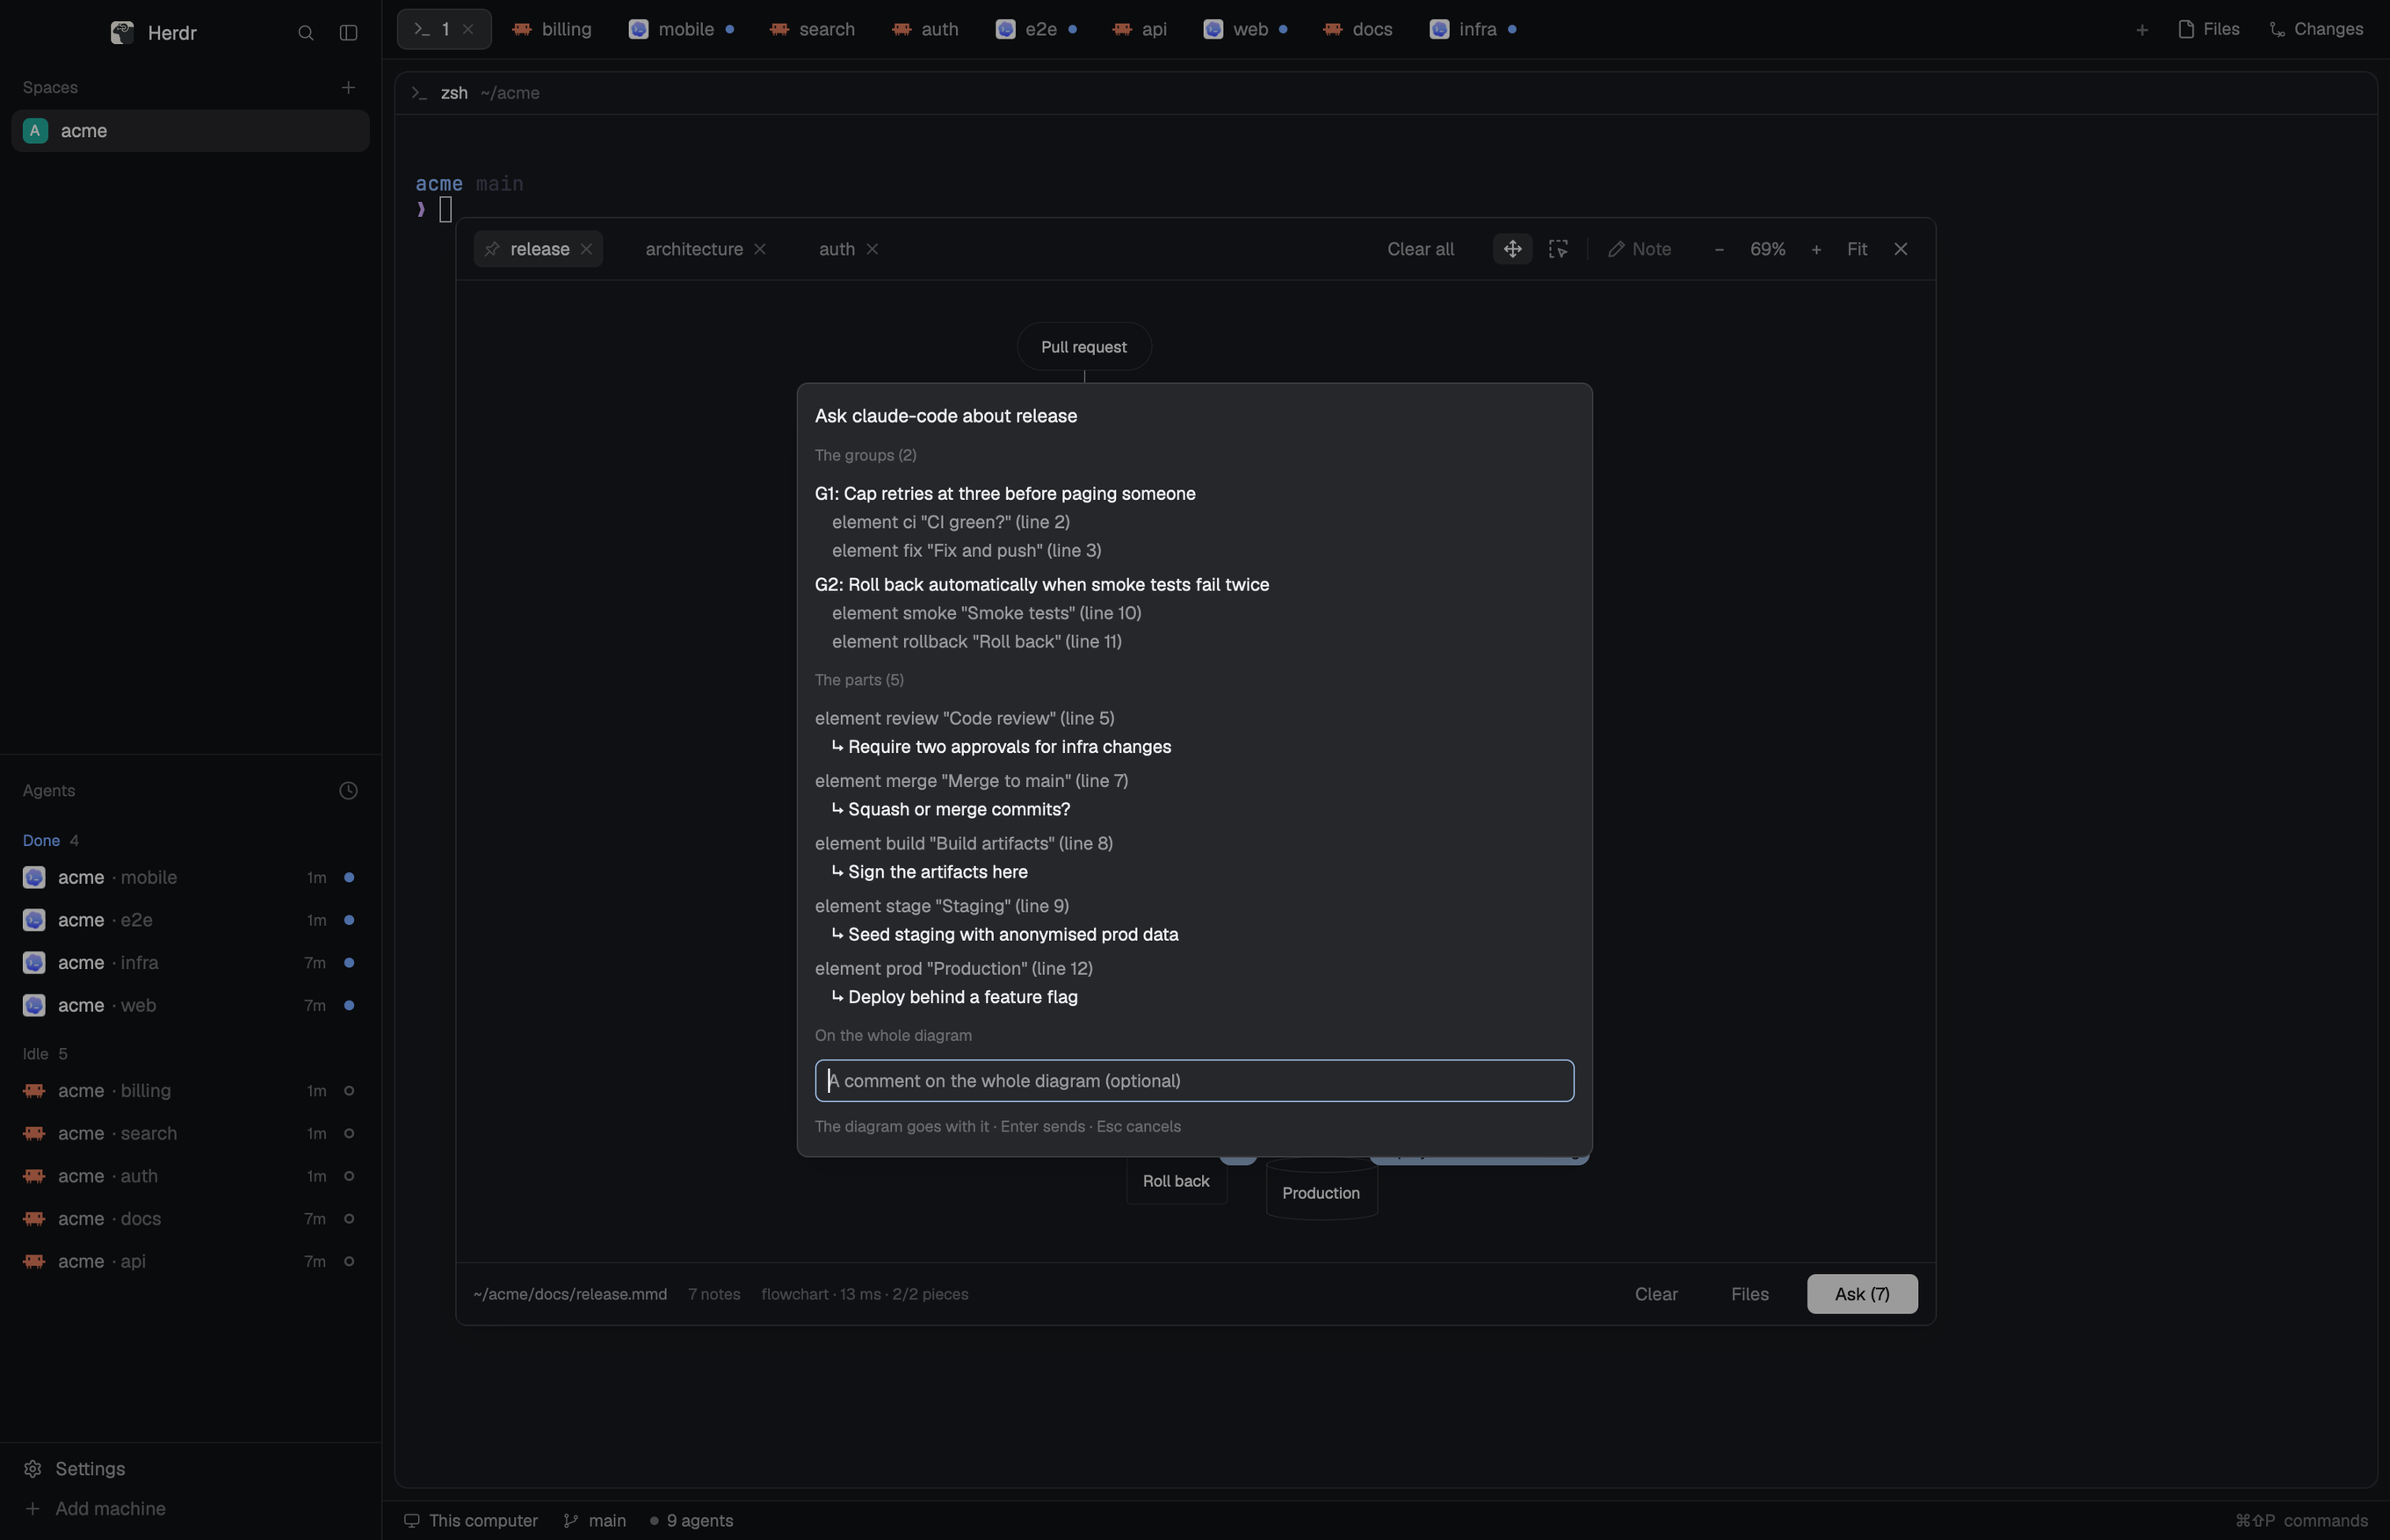 Herdr
Spaces
A acme
Agents
Done 4
acme · mobile 1m
acme · e2e 1m
acme · infra 7m
acme · web 7m
Idle 5
acme · billing 1m
acme · search 1m
acme · auth 1m
acme · docs 7m
acme · api 7m
Settings
Add machine
1 billing mobile search auth e2e api web docs infra + Files Changes
zsh ~/acme
acme main
❯
release architecture auth Clear all Note − 69% + Fit
Pull request
Ask claude-code about release
The groups (2)
G1: Cap retries at three before paging someone
element ci "CI green?" (line 2)
element fix "Fix and push" (line 3)
G2: Roll back automatically when smoke tests fail twice
element smoke "Smoke tests" (line 10)
element rollback "Roll back" (line 11)
The parts (5)
element review "Code review" (line 5)
↳ Require two approvals for infra changes
element merge "Merge to main" (line 7)
↳ Squash or merge commits?
element build "Build artifacts" (line 8)
↳ Sign the artifacts here
element stage "Staging" (line 9)
↳ Seed staging with anonymised prod data
element prod "Production" (line 12)
↳ Deploy behind a feature flag
On the whole diagram
A comment on the whole diagram (optional)
The diagram goes with it · Enter sends · Esc cancels
Roll back
Production
~/acme/docs/release.mmd 7 notes flowchart · 13 ms · 2/2 pieces Clear Files Ask (7)
This computer main 9 agents ⌘⇧P commands